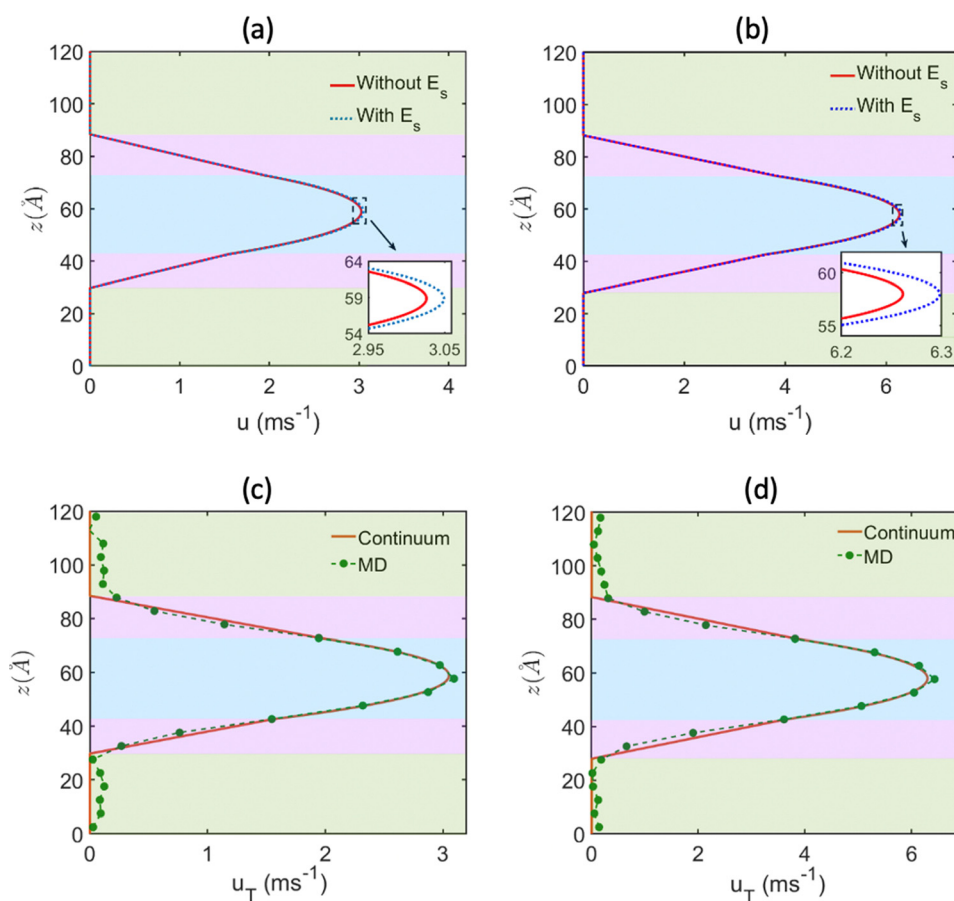 (a)
120
100
80
60
40
20
0
z(Å)
Without E_s
With E_s
64
59
54
2.95 3.05
0 1 2 3 4
u (ms⁻¹)
(b)
120
100
80
60
40
20
0
z(Å)
Without E_s
With E_s
60
55
6.2 6.3
0 2 4 6
u (ms⁻¹)
(c)
120
100
80
60
40
20
0
z(Å)
Continuum
MD
0 1 2 3
u_T (ms⁻¹)
(d)
120
100
80
60
40
20
0
z(Å)
Continuum
MD
0 2 4 6
u_T (ms⁻¹)